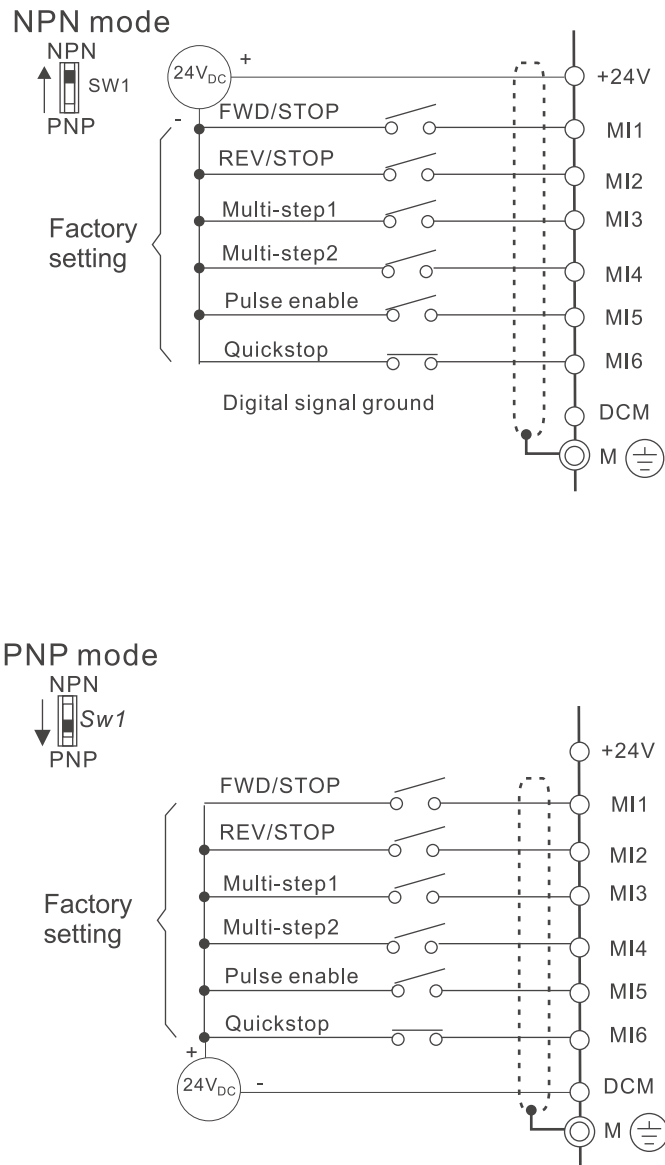 NPN mode
NPN
SW1
PNP
24VDC
+
-
+24V
FWD/STOP
MI1
REV/STOP
MI2
Multi-step1
MI3
Factory
setting
Multi-step2
MI4
Pulse enable
MI5
Quickstop
MI6
Digital signal ground
DCM
M
PNP mode
NPN
Sw1
PNP
+24V
FWD/STOP
MI1
REV/STOP
MI2
Multi-step1
MI3
Factory
setting
Multi-step2
MI4
Pulse enable
MI5
Quickstop
MI6
+
24VDC
-
DCM
M